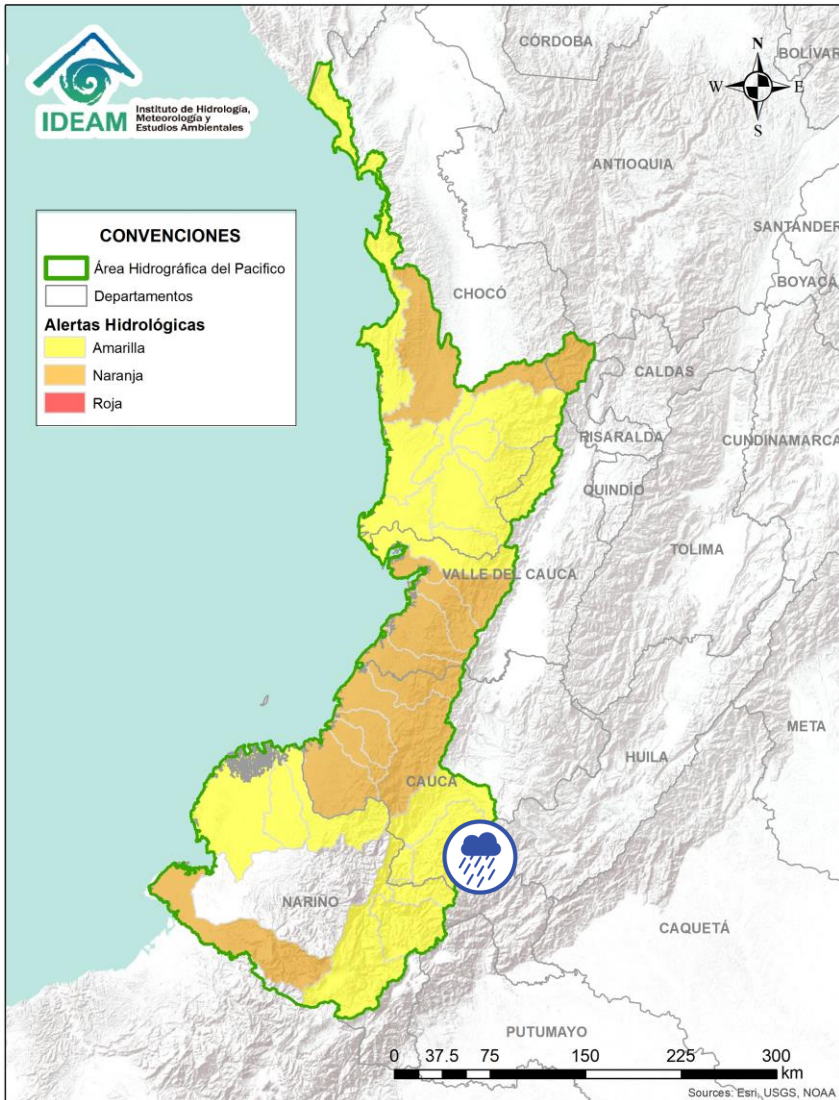 IDEAM
Instituto de Hidrología,
Meteorología y
Estudios Ambientales
N
W E
S
CÓRDOBA
BOLÍVAR
ANTIOQUIA
SANTANDER
BOYACÁ
CHOCÓ
CALDAS
RISARALDA
CUNDINAMARCA
QUINDÍO
TOLIMA
VALLE DEL CAUCA
META
HUILA
CAUCA
NARIÑO
CAQUETÁ
PUTUMAYO
CONVENCIONES
Área Hidrográfica del Pacifico
Departamentos
Alertas Hidrológicas
Amarilla
Naranja
Roja
0 37.5 75 150 225 300
km
Sources: Esri, USGS, NOAA